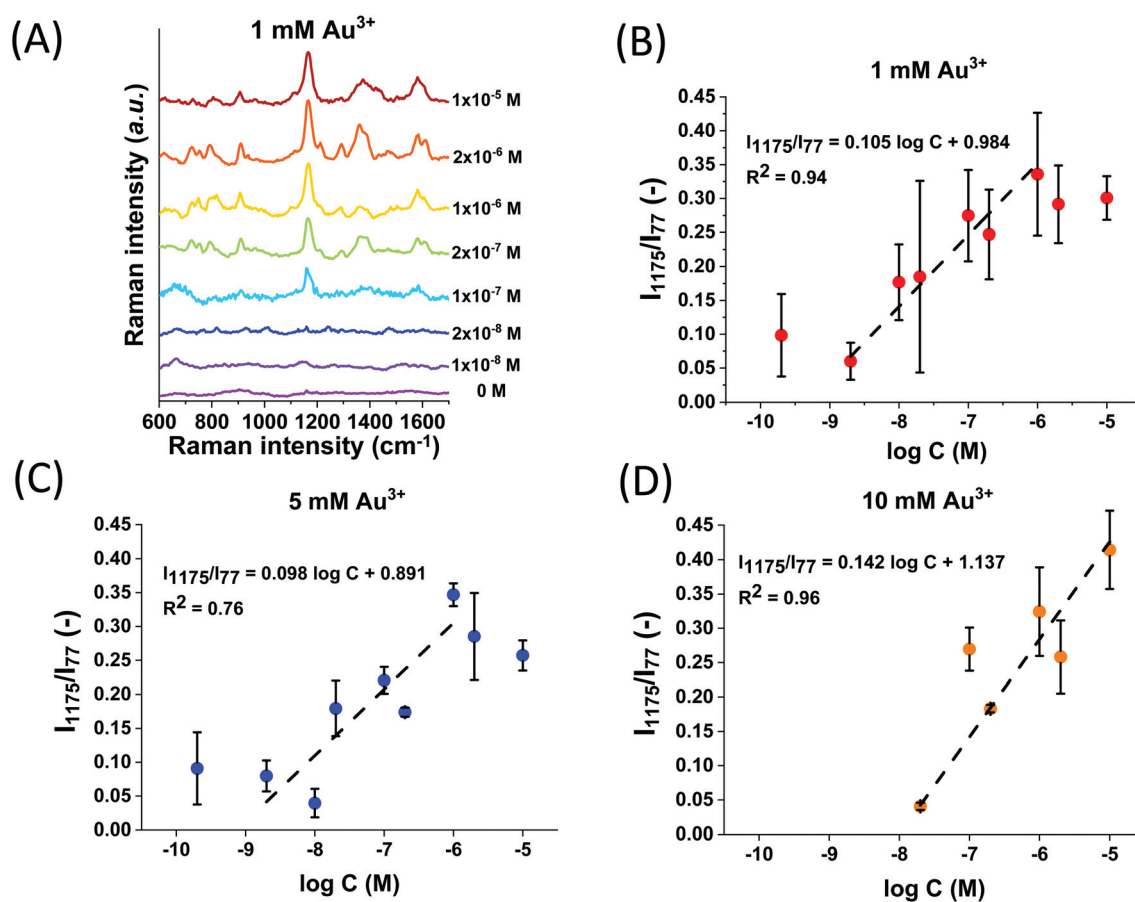 (A)
1 mM Au³⁺
Raman intensity (a.u.)
1x10⁻⁵ M
2x10⁻⁶ M
1x10⁻⁶ M
2x10⁻⁷ M
1x10⁻⁷ M
2x10⁻⁸ M
1x10⁻⁸ M
0 M
600 800 1000 1200 1400 1600
Raman intensity (cm⁻¹)
(B)
1 mM Au³⁺
I₁₁₇₅/I₇₇ = 0.105 log C + 0.984
R² = 0.94
I₁₁₇₅/I₇₇ (-)
0.45
0.40
0.35
0.30
0.25
0.20
0.15
0.10
0.05
0.00
-10 -9 -8 -7 -6 -5
log C (M)
(C)
5 mM Au³⁺
I₁₁₇₅/I₇₇ = 0.098 log C + 0.891
R² = 0.76
I₁₁₇₅/I₇₇ (-)
0.45
0.40
0.35
0.30
0.25
0.20
0.15
0.10
0.05
0.00
-10 -9 -8 -7 -6 -5
log C (M)
(D)
10 mM Au³⁺
I₁₁₇₅/I₇₇ = 0.142 log C + 1.137
R² = 0.96
I₁₁₇₅/I₇₇ (-)
0.45
0.40
0.35
0.30
0.25
0.20
0.15
0.10
0.05
0.00
-10 -9 -8 -7 -6 -5
log C (M)